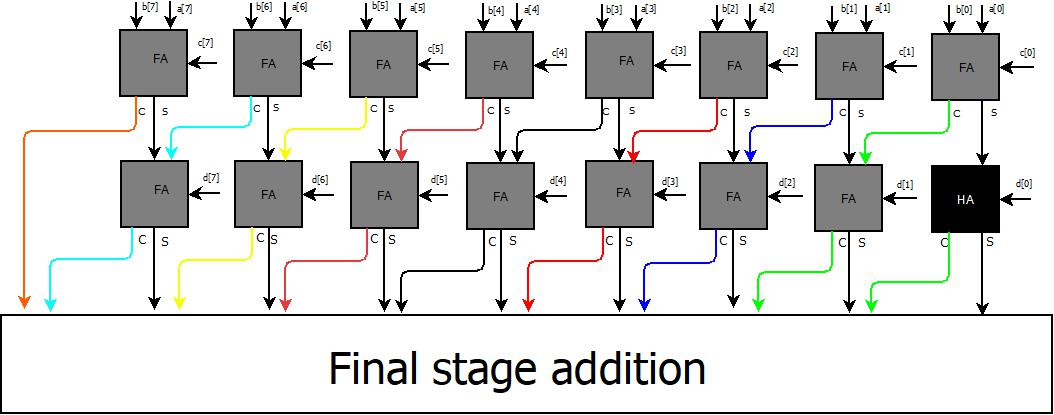 b[7] a[7] b[6] a[6] b[5] a[5] b[4] a[4] b[3] a[3] b[2] a[2] b[1] a[1] b[0] a[0]
FA c[7] FA c[6] FA c[5] FA c[4] FA c[3] FA c[2] FA c[1] FA c[0]
C S C S C S C S C S C S C S C S
FA d[7] FA d[6] FA d[5] FA d[4] FA d[3] FA d[2] FA d[1] HA d[0]
C S C S C S C S C S C S C S C S
Final stage addition